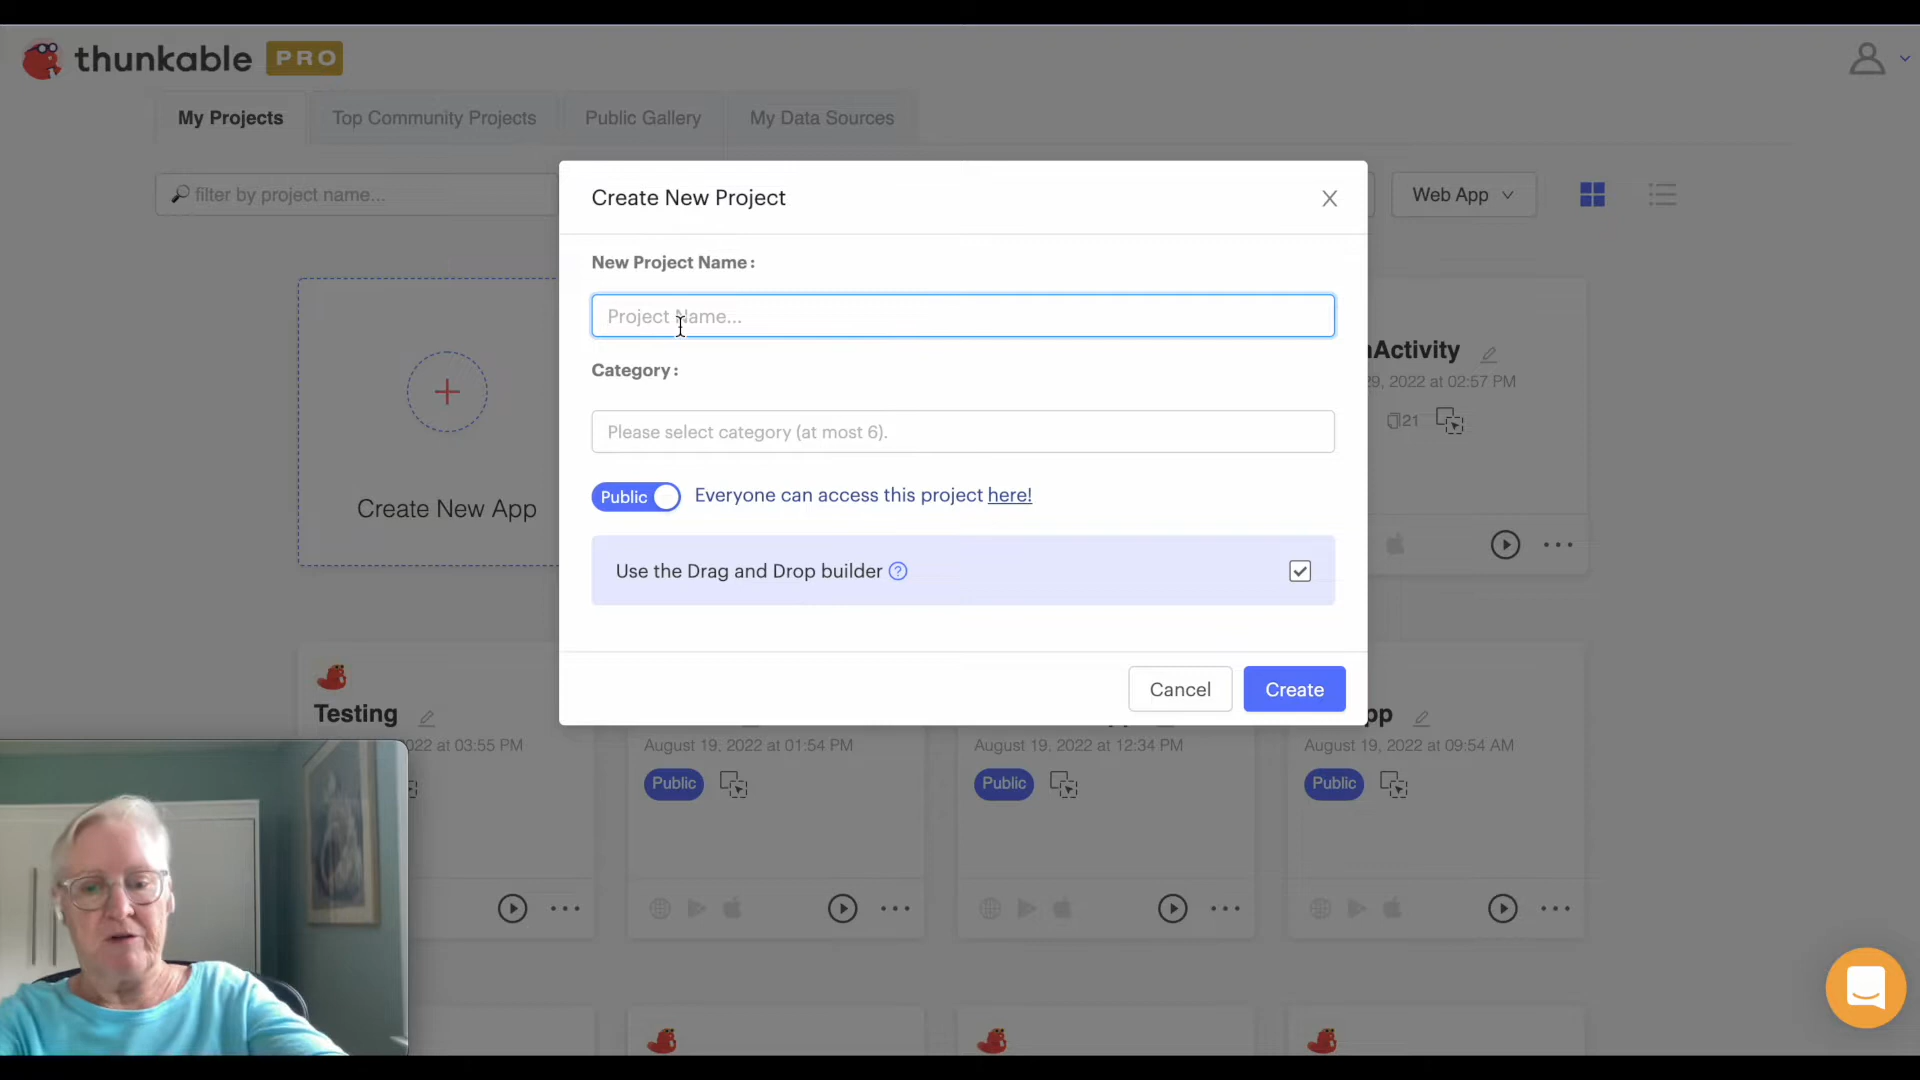 thunkable PRO
My Projects Top Community Projects Public Gallery My Data Sources
filter by project name...
Web App
Create New Project
New Project Name:
Project Name...
Category:
Please select category (at most 6).
Public Everyone can access this project here!
Use the Drag and Drop builder ?
Cancel Create
Create New App
nActivity
29, 2022 at 02:57 PM
21
Testing
022 at 03:55 PM
August 19, 2022 at 01:54 PM
Public
August 19, 2022 at 12:34 PM
Public
pp
August 19, 2022 at 09:54 AM
Public